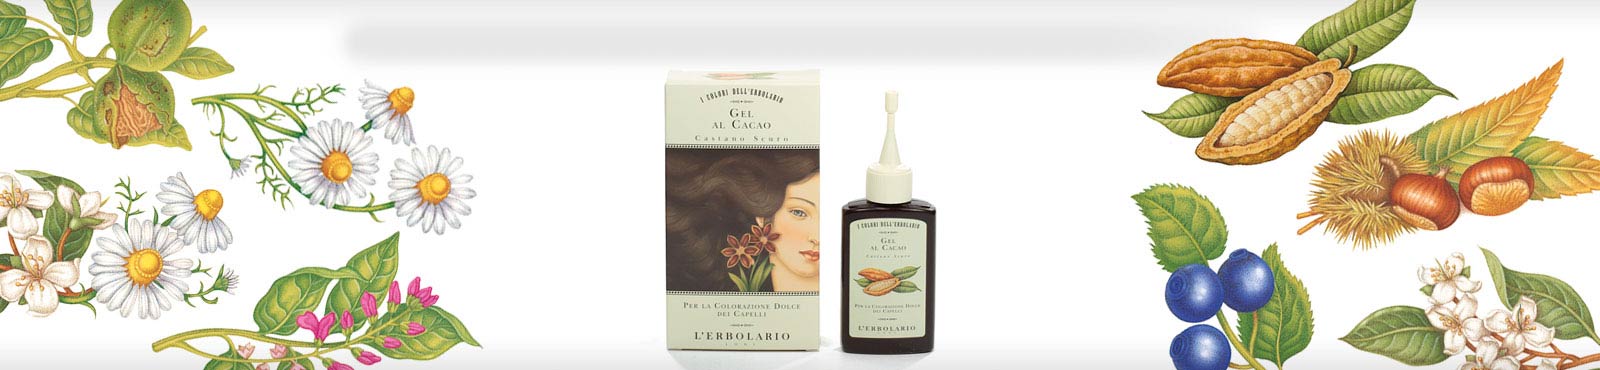 I COLORI DELL'ERBOLARIO
GEL
AL CACAO
Castano Scuro
PER LA COLORAZIONE DOLCE
DEI CAPELLI
L'ERBOLARIO
LODI
I COLORI DELL'ERBOLARIO
GEL
AL CACAO
Castano Scuro
PER LA COLORAZIONE DOLCE
DEI CAPELLI
L'ERBOLARIO